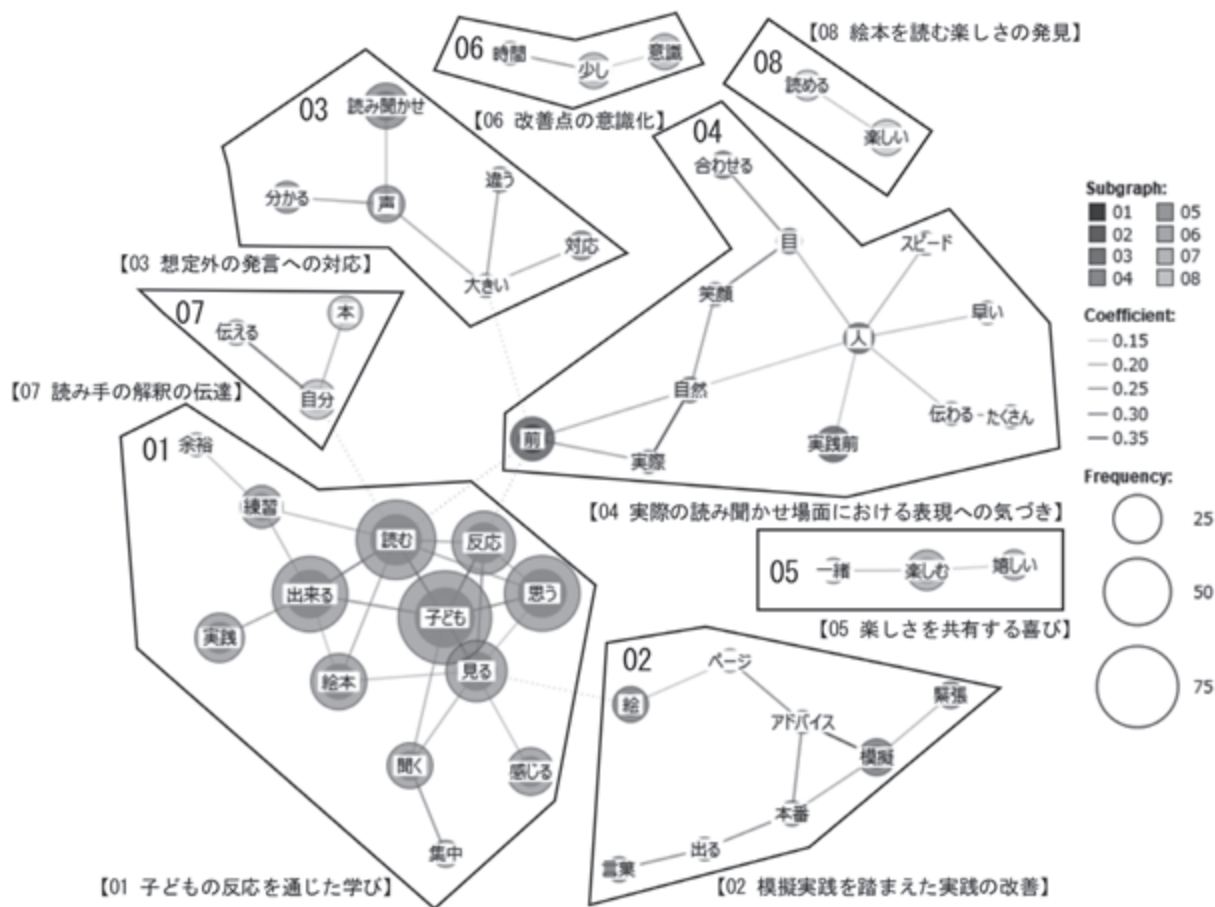 06
時間
少し
意識
【06 改善点の意識化】
【08 絵本を読む楽しさの発見】
08
読める
楽しい
03
読み聞かせ
分かる
声
違う
対応
大きい
【03 想定外の発言への対応】
04
合わせる
目
スピード
笑顔
早い
人
自然
伝わる
たくさん
前
実際
実践前
【04 実際の読み聞かせ場面における表現への気づき】
07
伝える
本
自分
【07 読み手の解釈の伝達】
01
余裕
練習
読む
反応
出来る
思う
子ども
実践
絵本
見る
聞く
感じる
集中
【01 子どもの反応を通じた学び】
05
一緒
楽しむ
嬉しい
【05 楽しさを共有する喜び】
02
ページ
絵
緊張
アドバイス
模擬
本番
出る
言葉
【02 模擬実践を踏まえた実践の改善】
Subgraph:
01 05
02 06
03 07
04 08
Coefficient:
0.15
0.20
0.25
0.30
0.35
Frequency:
25
50
75